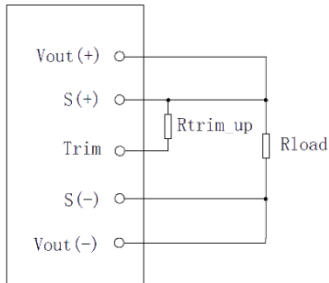 Vout(+)
S(+)
Rtrim_up
Trim
Rload
S(-)
Vout(-)